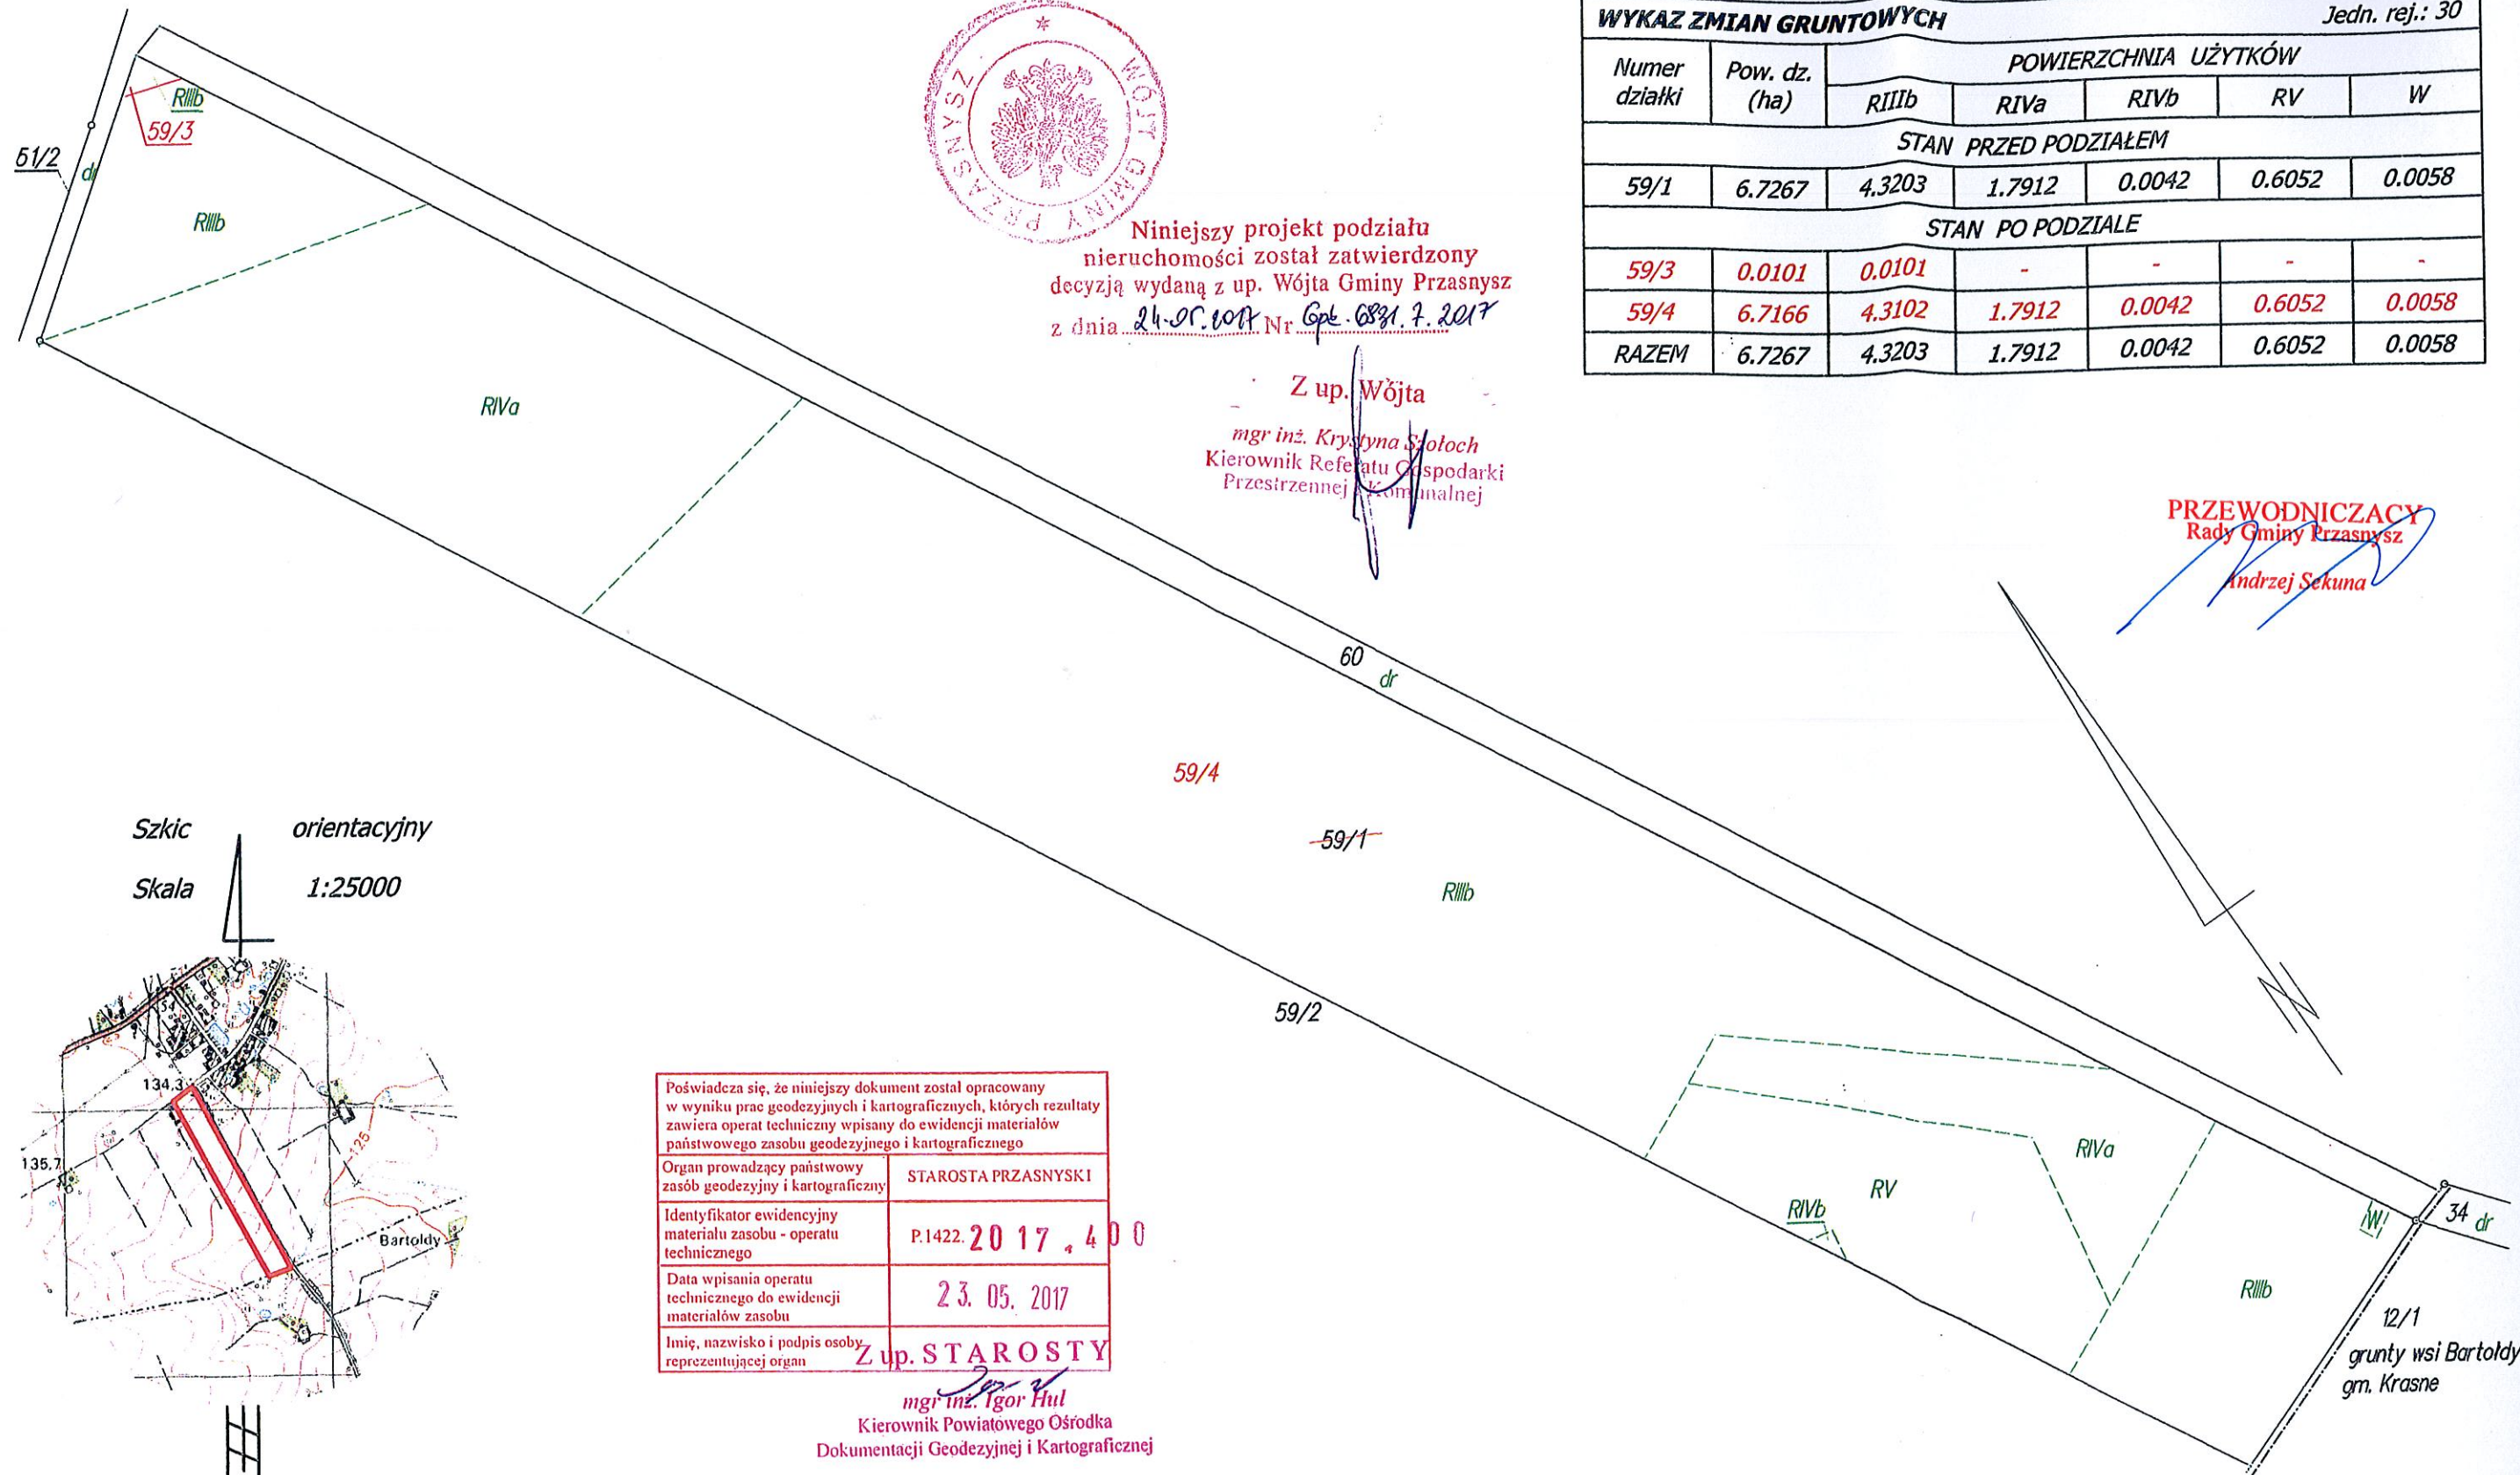 WYKAZ ZMIAN GRUNTOWYCH Jedn. rej.: 30
Numer działki Pow. dz. (ha) POWIERZCHNIA UŻYTKÓW
RIIIb RIVa RIVb RV W
STAN PRZED PODZIAŁEM
59/1 6.7267 4.3203 1.7912 0.0042 0.6052 0.0058
STAN PO PODZIALE
59/3 0.0101 0.0101 - - - -
59/4 6.7166 4.3102 1.7912 0.0042 0.6052 0.0058
RAZEM 6.7267 4.3203 1.7912 0.0042 0.6052 0.0058
WÓJT GMINY PRZASNYSZ
Niniejszy projekt podziału
nieruchomości został zatwierdzony
decyzją wydaną z up. Wójta Gminy Przasnysz
z dnia 24.05.2017 Nr Gpk.6831.7.2017
Z up. Wójta
mgr inż. Krystyna Szołoch
Kierownik Referatu Gospodarki
Przestrzennej i Komunalnej
PRZEWODNICZĄCY
Rady Gminy Przasnysz
Andrzej Sekuna
RIIIb
59/3
61/2
dr
RIIIb
RIVa
60
dr
59/4
59/1
RIIIb
59/2
RIVa
RV
RIVb
W
34 dr
RIIIb
12/1
grunty wsi Bartołdy
gm. Krasne
Szkic orientacyjny
Skala 1:25000
134,3
135,7
125
Bartołdy
Poświadcza się, że niniejszy dokument został opracowany
w wyniku prac geodezyjnych i kartograficznych, których rezultaty
zawiera operat techniczny wpisany do ewidencji materiałów
państwowego zasobu geodezyjnego i kartograficznego
Organ prowadzący państwowy
zasób geodezyjny i kartograficzny
STAROSTA PRZASNYSKI
Identyfikator ewidencyjny
materiału zasobu - operatu
technicznego
P.1422.2017.400
Data wpisania operatu
technicznego do ewidencji
materiałów zasobu
23. 05. 2017
Imię, nazwisko i podpis osoby
reprezentującej organ
Z up. STAROSTY
mgr inż. Igor Hul
Kierownik Powiatowego Ośrodka
Dokumentacji Geodezyjnej i Kartograficznej